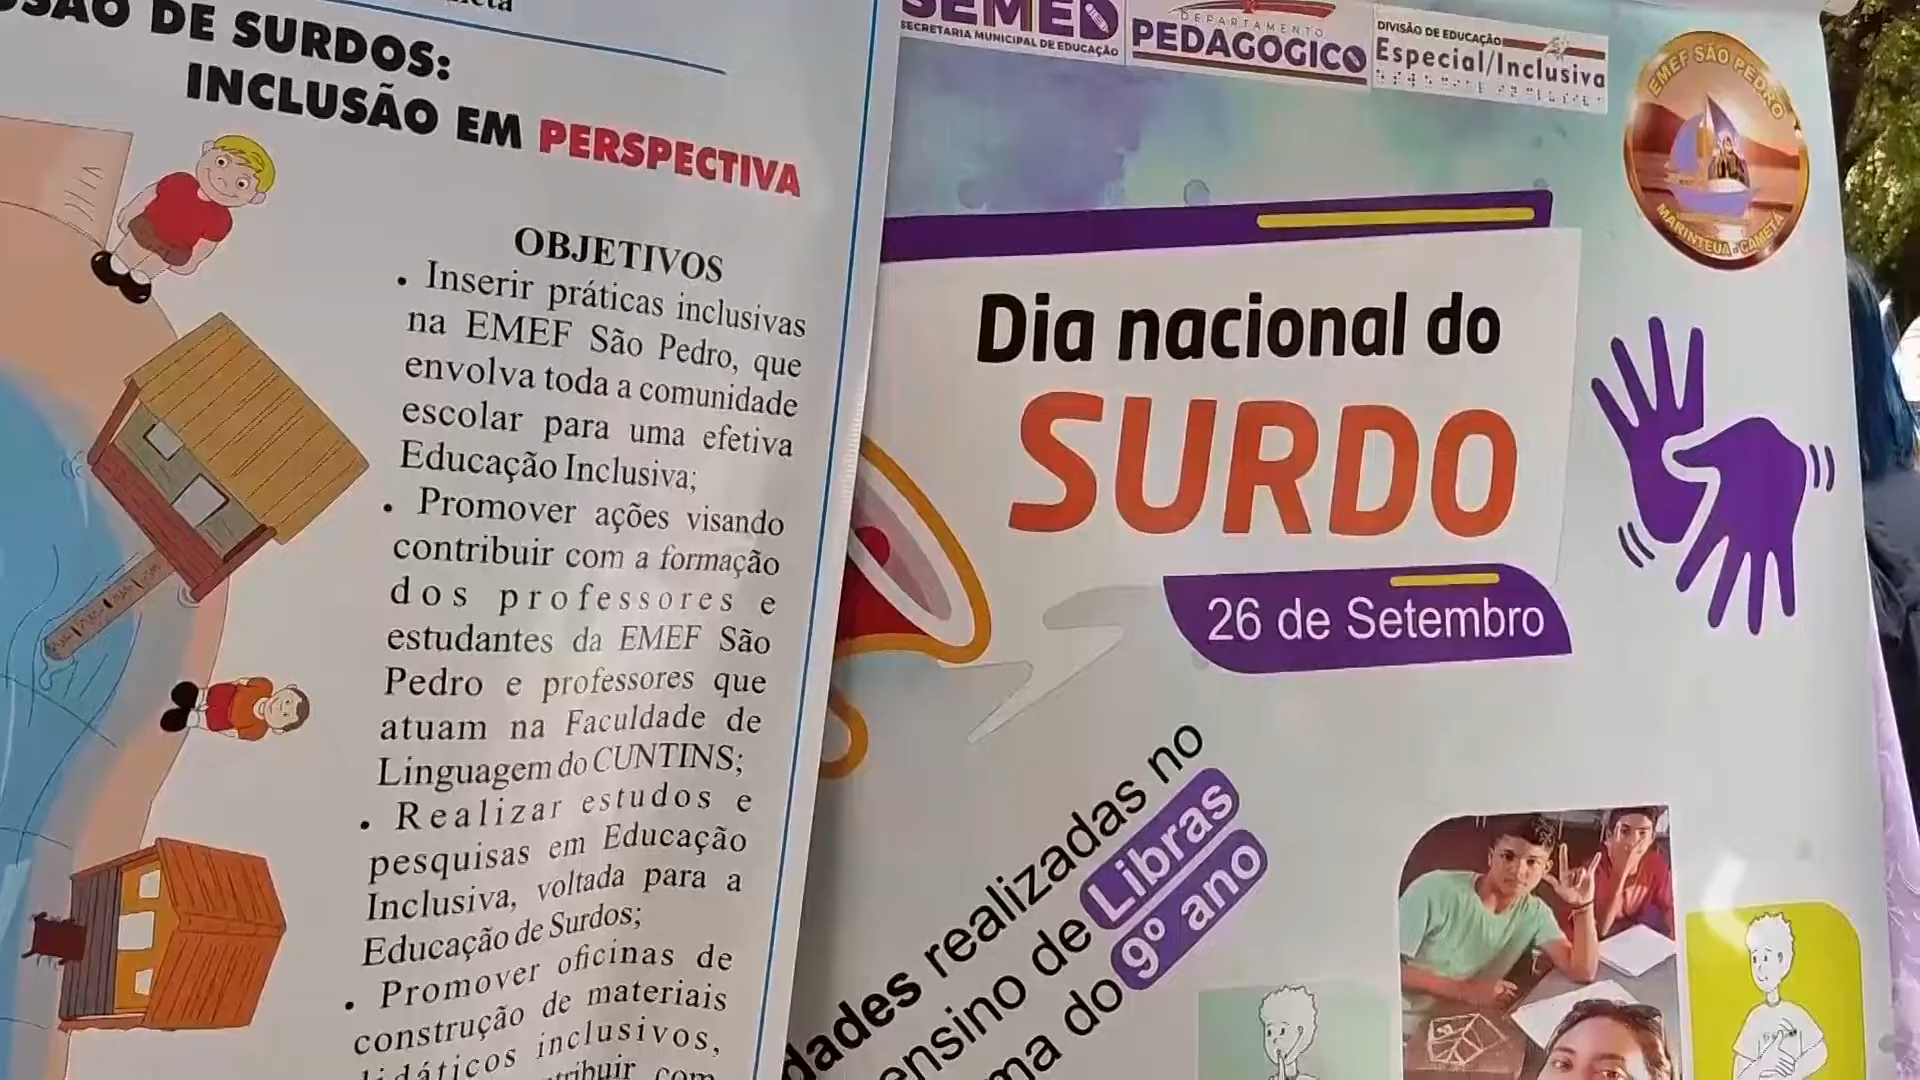 DE SURDOS:
INCLUSÃO EM PERSPECTIVA
OBJETIVOS
. Inserir práticas inclusivas
na EMEF São Pedro, que
envolva toda a comunidade
escolar para uma efetiva
Educação Inclusiva;
. Promover ações visando
contribuir com a formação
dos professores e
estudantes da EMEF São
Pedro e professores que
atuam na Faculdade de
Linguagem do CUNTINS;
. Realizar estudos e
pesquisas em Educação
Inclusiva, voltada para a
Educação de Surdos;
. Promover oficinas de
construção de materiais
inclusivos,
com
SEMED
SECRETARIA MUNICIPAL DE EDUCAÇÃO
DEPARTAMENTO
PEDAGÓGICO
DIVISÃO DE EDUCAÇÃO
Especial/Inclusiva
EMEF SÃO PEDRO
MARINTEUA - CAMETÁ
Dia nacional do
SURDO
26 de Setembro
dades realizadas no
ensino de Libras
ma do 9º ano